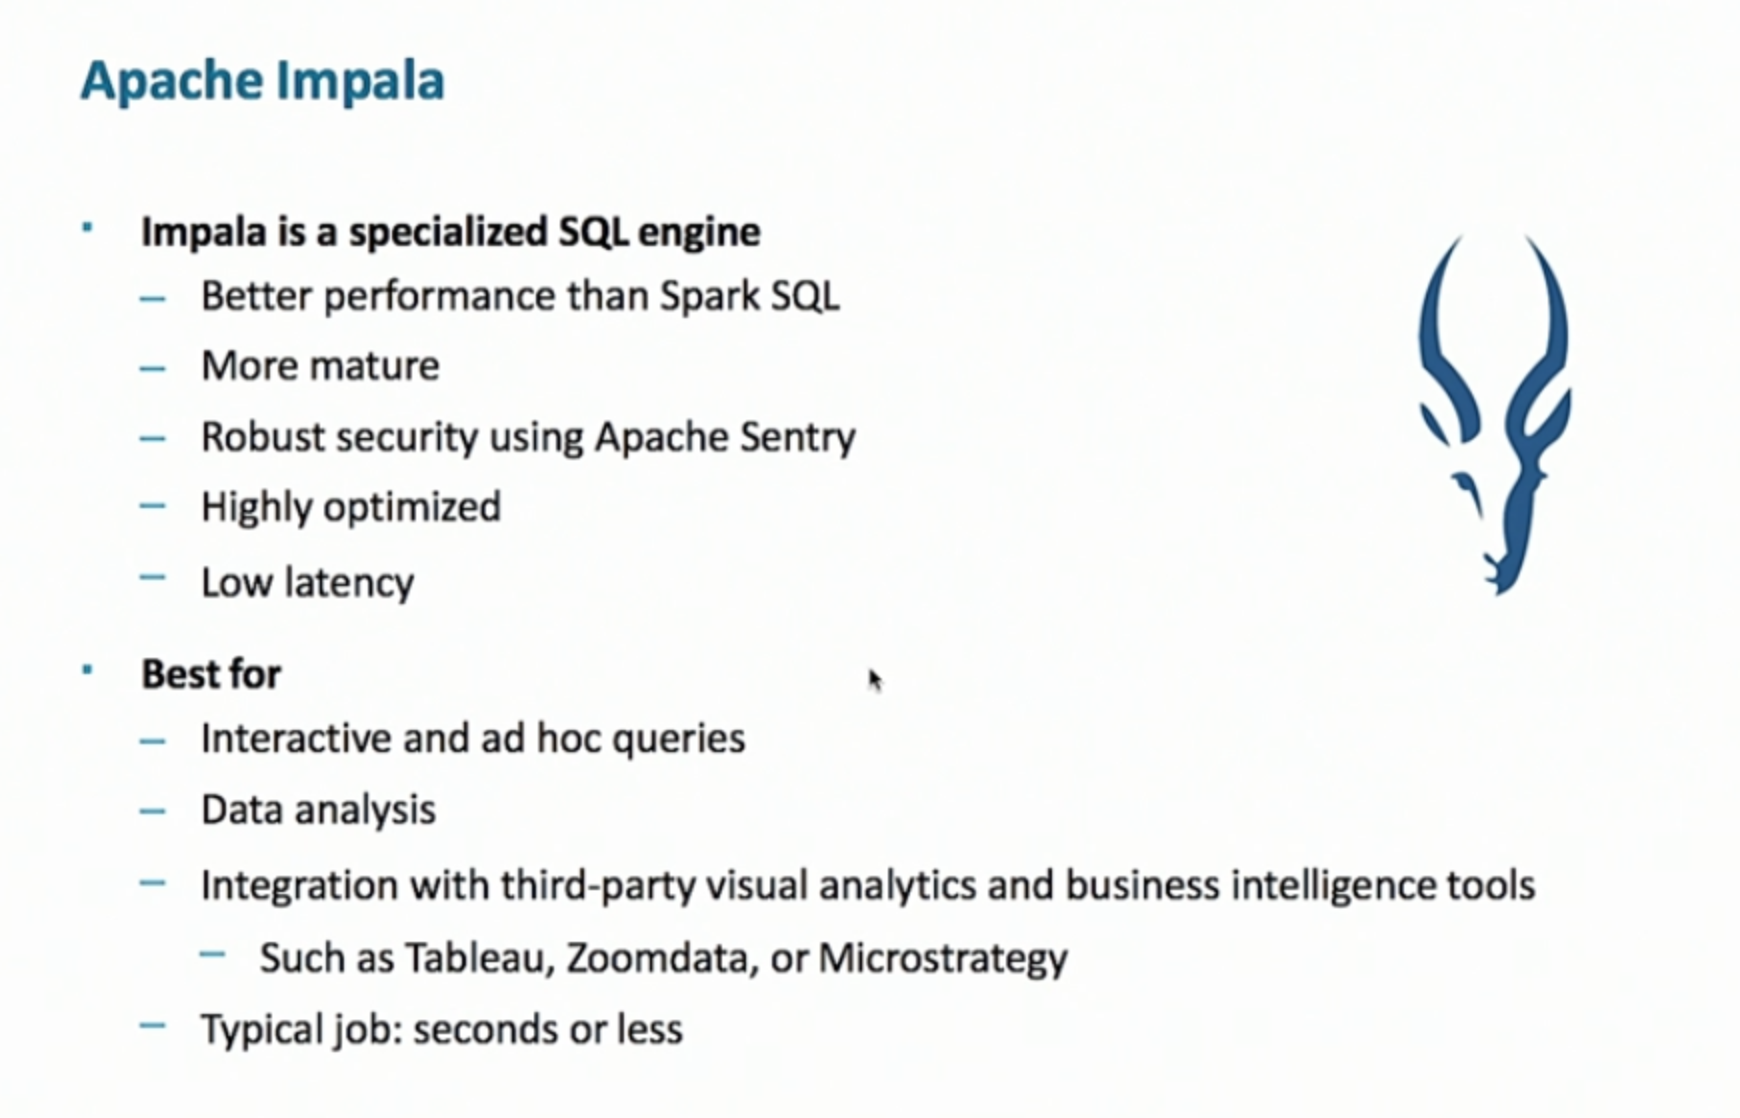 Apache Impala
▪ Impala is a specialized SQL engine
– Better performance than Spark SQL
– More mature
– Robust security using Apache Sentry
– Highly optimized
– Low latency
▪ Best for
– Interactive and ad hoc queries
– Data analysis
– Integration with third-party visual analytics and business intelligence tools
– Such as Tableau, Zoomdata, or Microstrategy
– Typical job: seconds or less